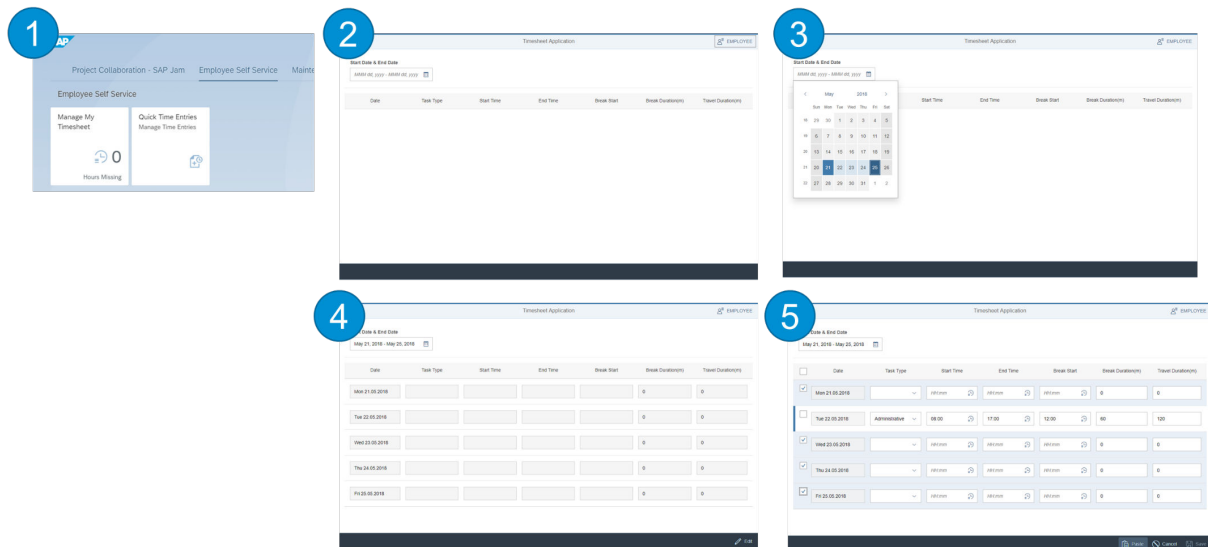 1
SAP
Project Collaboration - SAP Jam Employee Self Service Mainte
Employee Self Service
Manage My Timesheet
0
Hours Missing
Quick Time Entries
Manage Time Entries
2
Timesheet Application
EMPLOYEE
Start Date & End Date
MMM dd, yyyy - MMM dd, yyyy
Date Task Type Start Time End Time Break Start Break Duration(m) Travel Duration(m)
3
Timesheet Application
EMPLOYEE
Start Date & End Date
MMM dd, yyyy - MMM dd, yyyy
Start Time End Time Break Start Break Duration(m) Travel Duration(m)
May 2018
Sun Mon Tue Wed Thu Fri Sat
18 29 30 1 2 3 4 5
19 6 7 8 9 10 11 12
20 13 14 15 16 17 18 19
21 20 21 22 23 24 25 26
22 27 28 29 30 31 1 2
4
Timesheet Application
EMPLOYEE
Date & End Date
May 21, 2018 - May 25, 2018
Date Task Type Start Time End Time Break Start Break Duration(m) Travel Duration(m)
Mon 21.05.2018 0 0
Tue 22.05.2018 0 0
Wed 23.05.2018 0 0
Thu 24.05.2018 0 0
Fri 25.05.2018 0 0
Edit
5
Timesheet Application
EMPLOYEE
Date & End Date
May 21, 2018 - May 25, 2018
Date Task Type Start Time End Time Break Start Break Duration(m) Travel Duration(m)
Mon 21.05.2018 HH:mm HH:mm HH:mm 0 0
Tue 22.05.2018 Administrative 08:00 17:00 12:00 60 120
Wed 23.05.2018 HH:mm HH:mm HH:mm 0 0
Thu 24.05.2018 HH:mm HH:mm HH:mm 0 0
Fri 25.05.2018 HH:mm HH:mm HH:mm 0 0
Paste Cancel Save